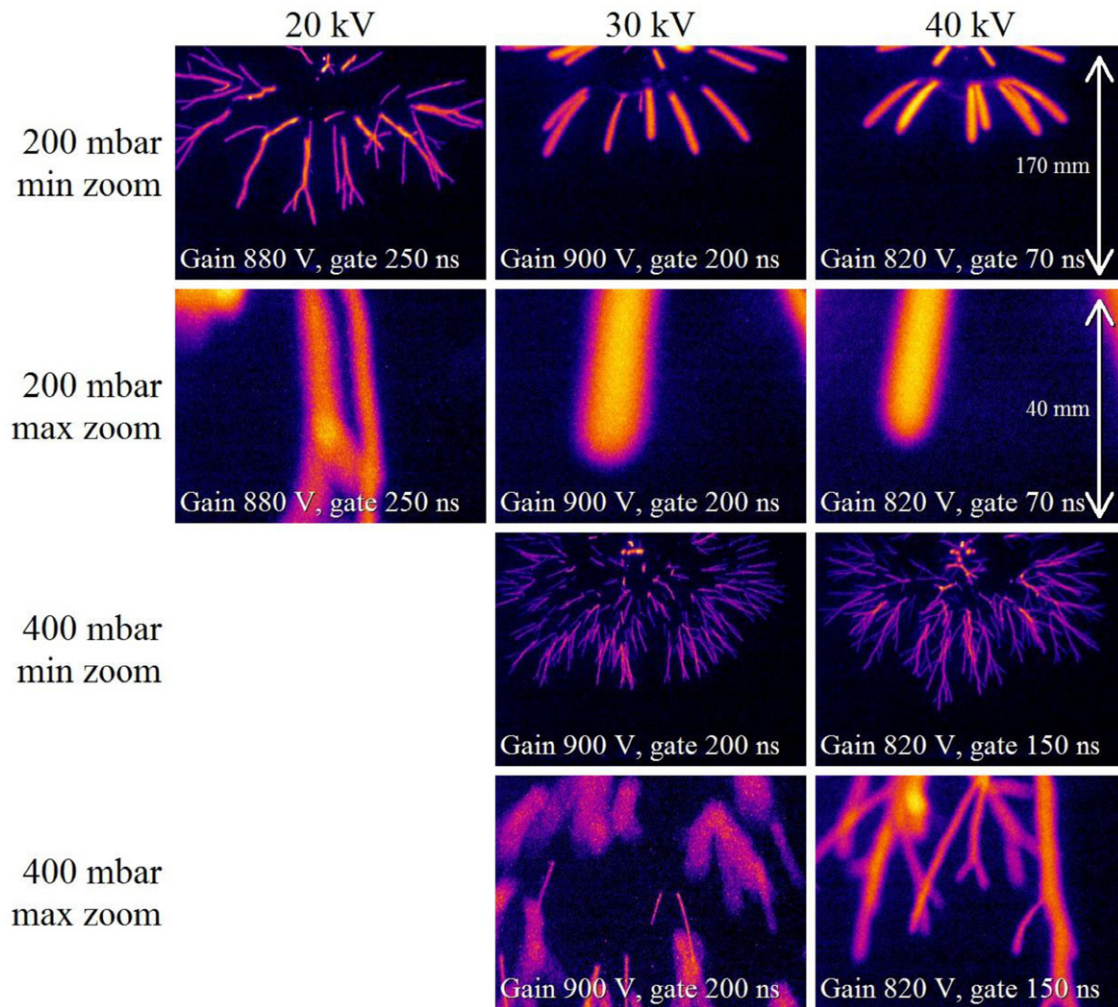 20 kV 30 kV 40 kV
200 mbar
min zoom
Gain 880 V, gate 250 ns
Gain 900 V, gate 200 ns
170 mm
Gain 820 V, gate 70 ns
200 mbar
max zoom
Gain 880 V, gate 250 ns
Gain 900 V, gate 200 ns
40 mm
Gain 820 V, gate 70 ns
400 mbar
min zoom
Gain 900 V, gate 200 ns
Gain 820 V, gate 150 ns
400 mbar
max zoom
Gain 900 V, gate 200 ns
Gain 820 V, gate 150 ns